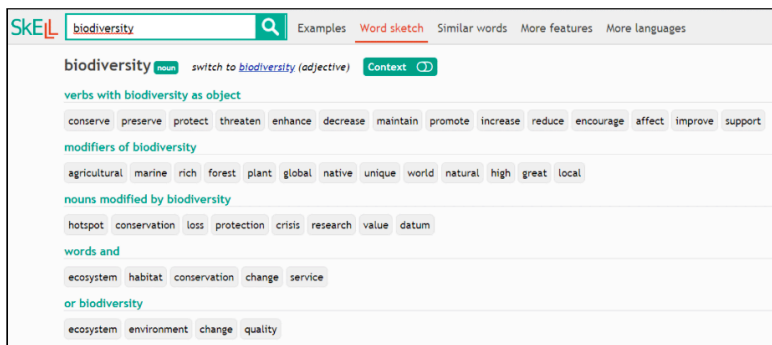 SkELL biodiversity Examples Word sketch Similar words More features More languages
biodiversity noun switch to biodiversity (adjective) Context
verbs with biodiversity as object
conserve preserve protect threaten enhance decrease maintain promote increase reduce encourage affect improve support
modifiers of biodiversity
agricultural marine rich forest plant global native unique world natural high great local
nouns modified by biodiversity
hotspot conservation loss protection crisis research value datum
words and
ecosystem habitat conservation change service
or biodiversity
ecosystem environment change quality